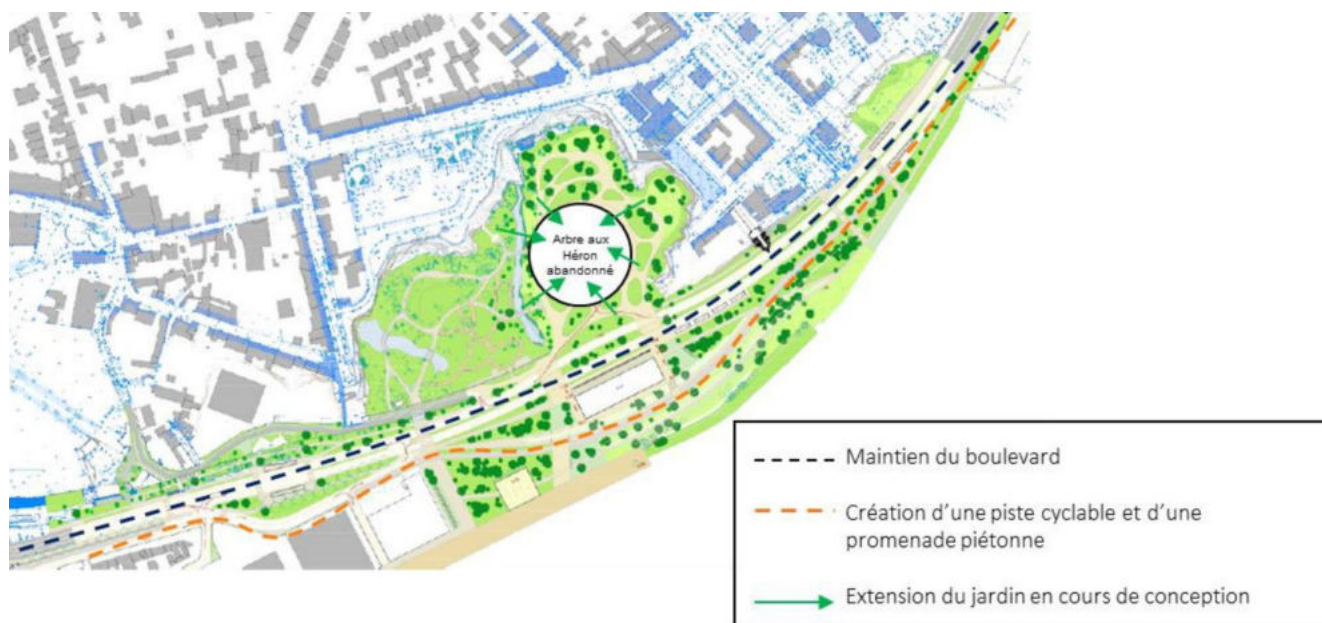 Arbre aux
Héron
abandonné
Maintien du boulevard
Création d'une piste cyclable et d'une
promenade piétonne
Extension du jardin en cours de conception